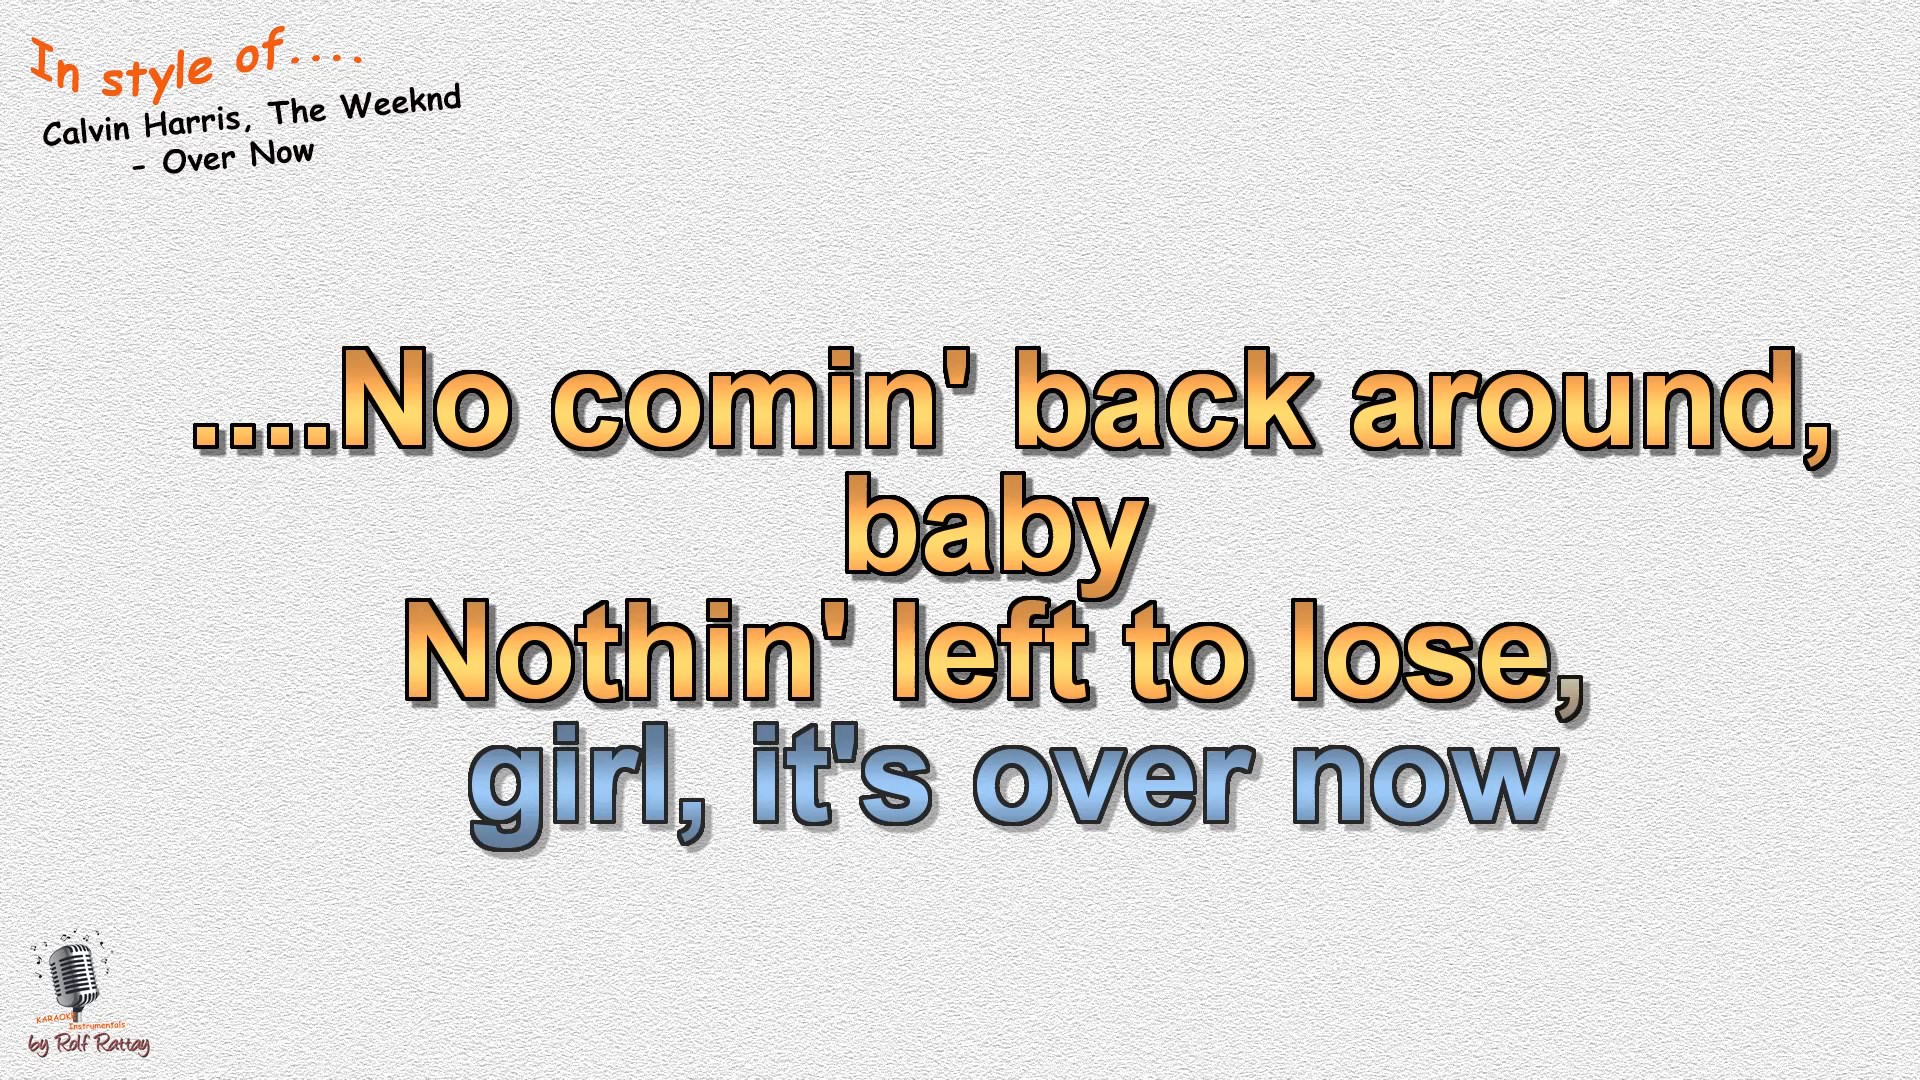 In style of....
Calvin Harris, The Weeknd
- Over Now
....No comin' back around,
baby
Nothin' left to lose,
girl, it's over now
KARAOKE
Instrumentals
by Rolf Rattay